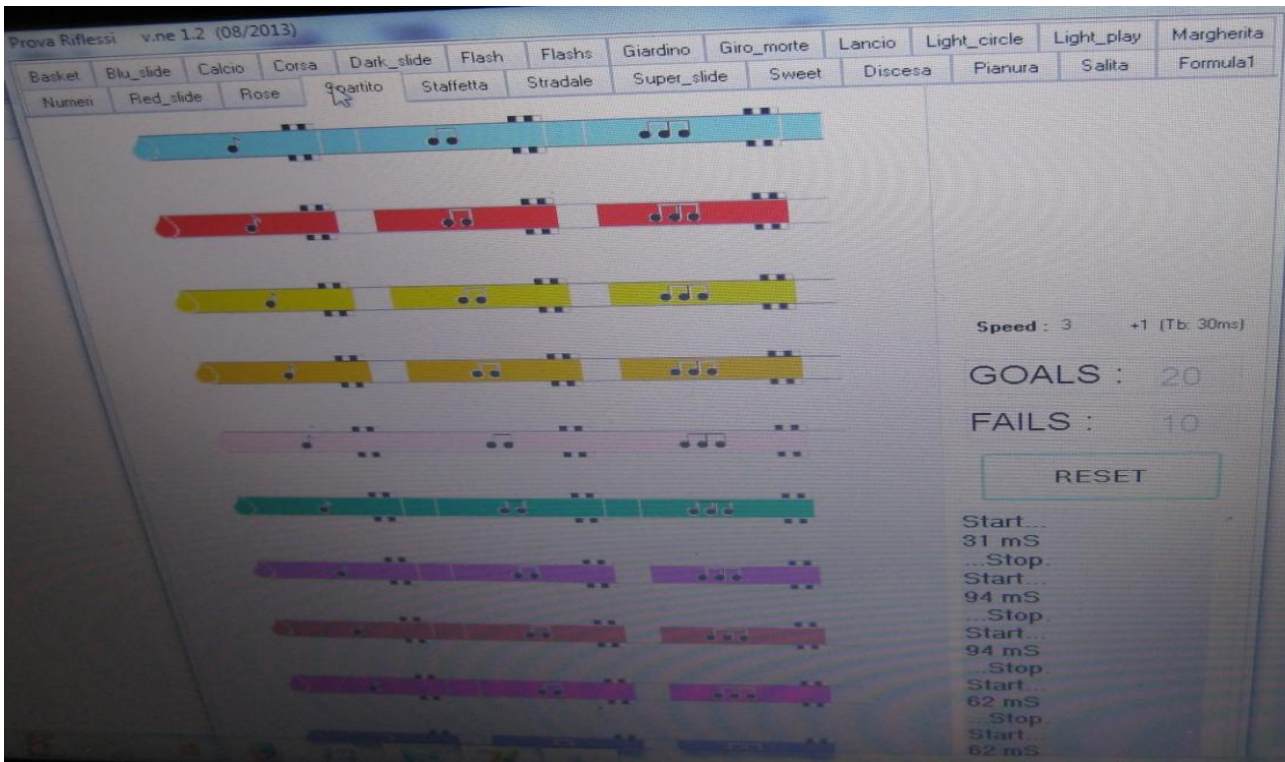 Prova Riflessi v.ne 1.2 (08/2013)
Basket Blu_slide Calcio Corsa Dark_slide Flash Flashs Giardino Giro_morte Lancio Light_circle Light_play Margherita
Numeri Red_slide Rose Spartito Staffetta Stradale Super_slide Sweet Discesa Pianura Salita Formula1
Speed : 3 +1 (Tb: 30ms)
GOALS : 20
FAILS : 10
RESET
Start...
31 mS
...Stop.
Start...
94 mS
...Stop.
Start...
94 mS
...Stop.
Start...
62 mS
...Stop.
Start...
62 mS